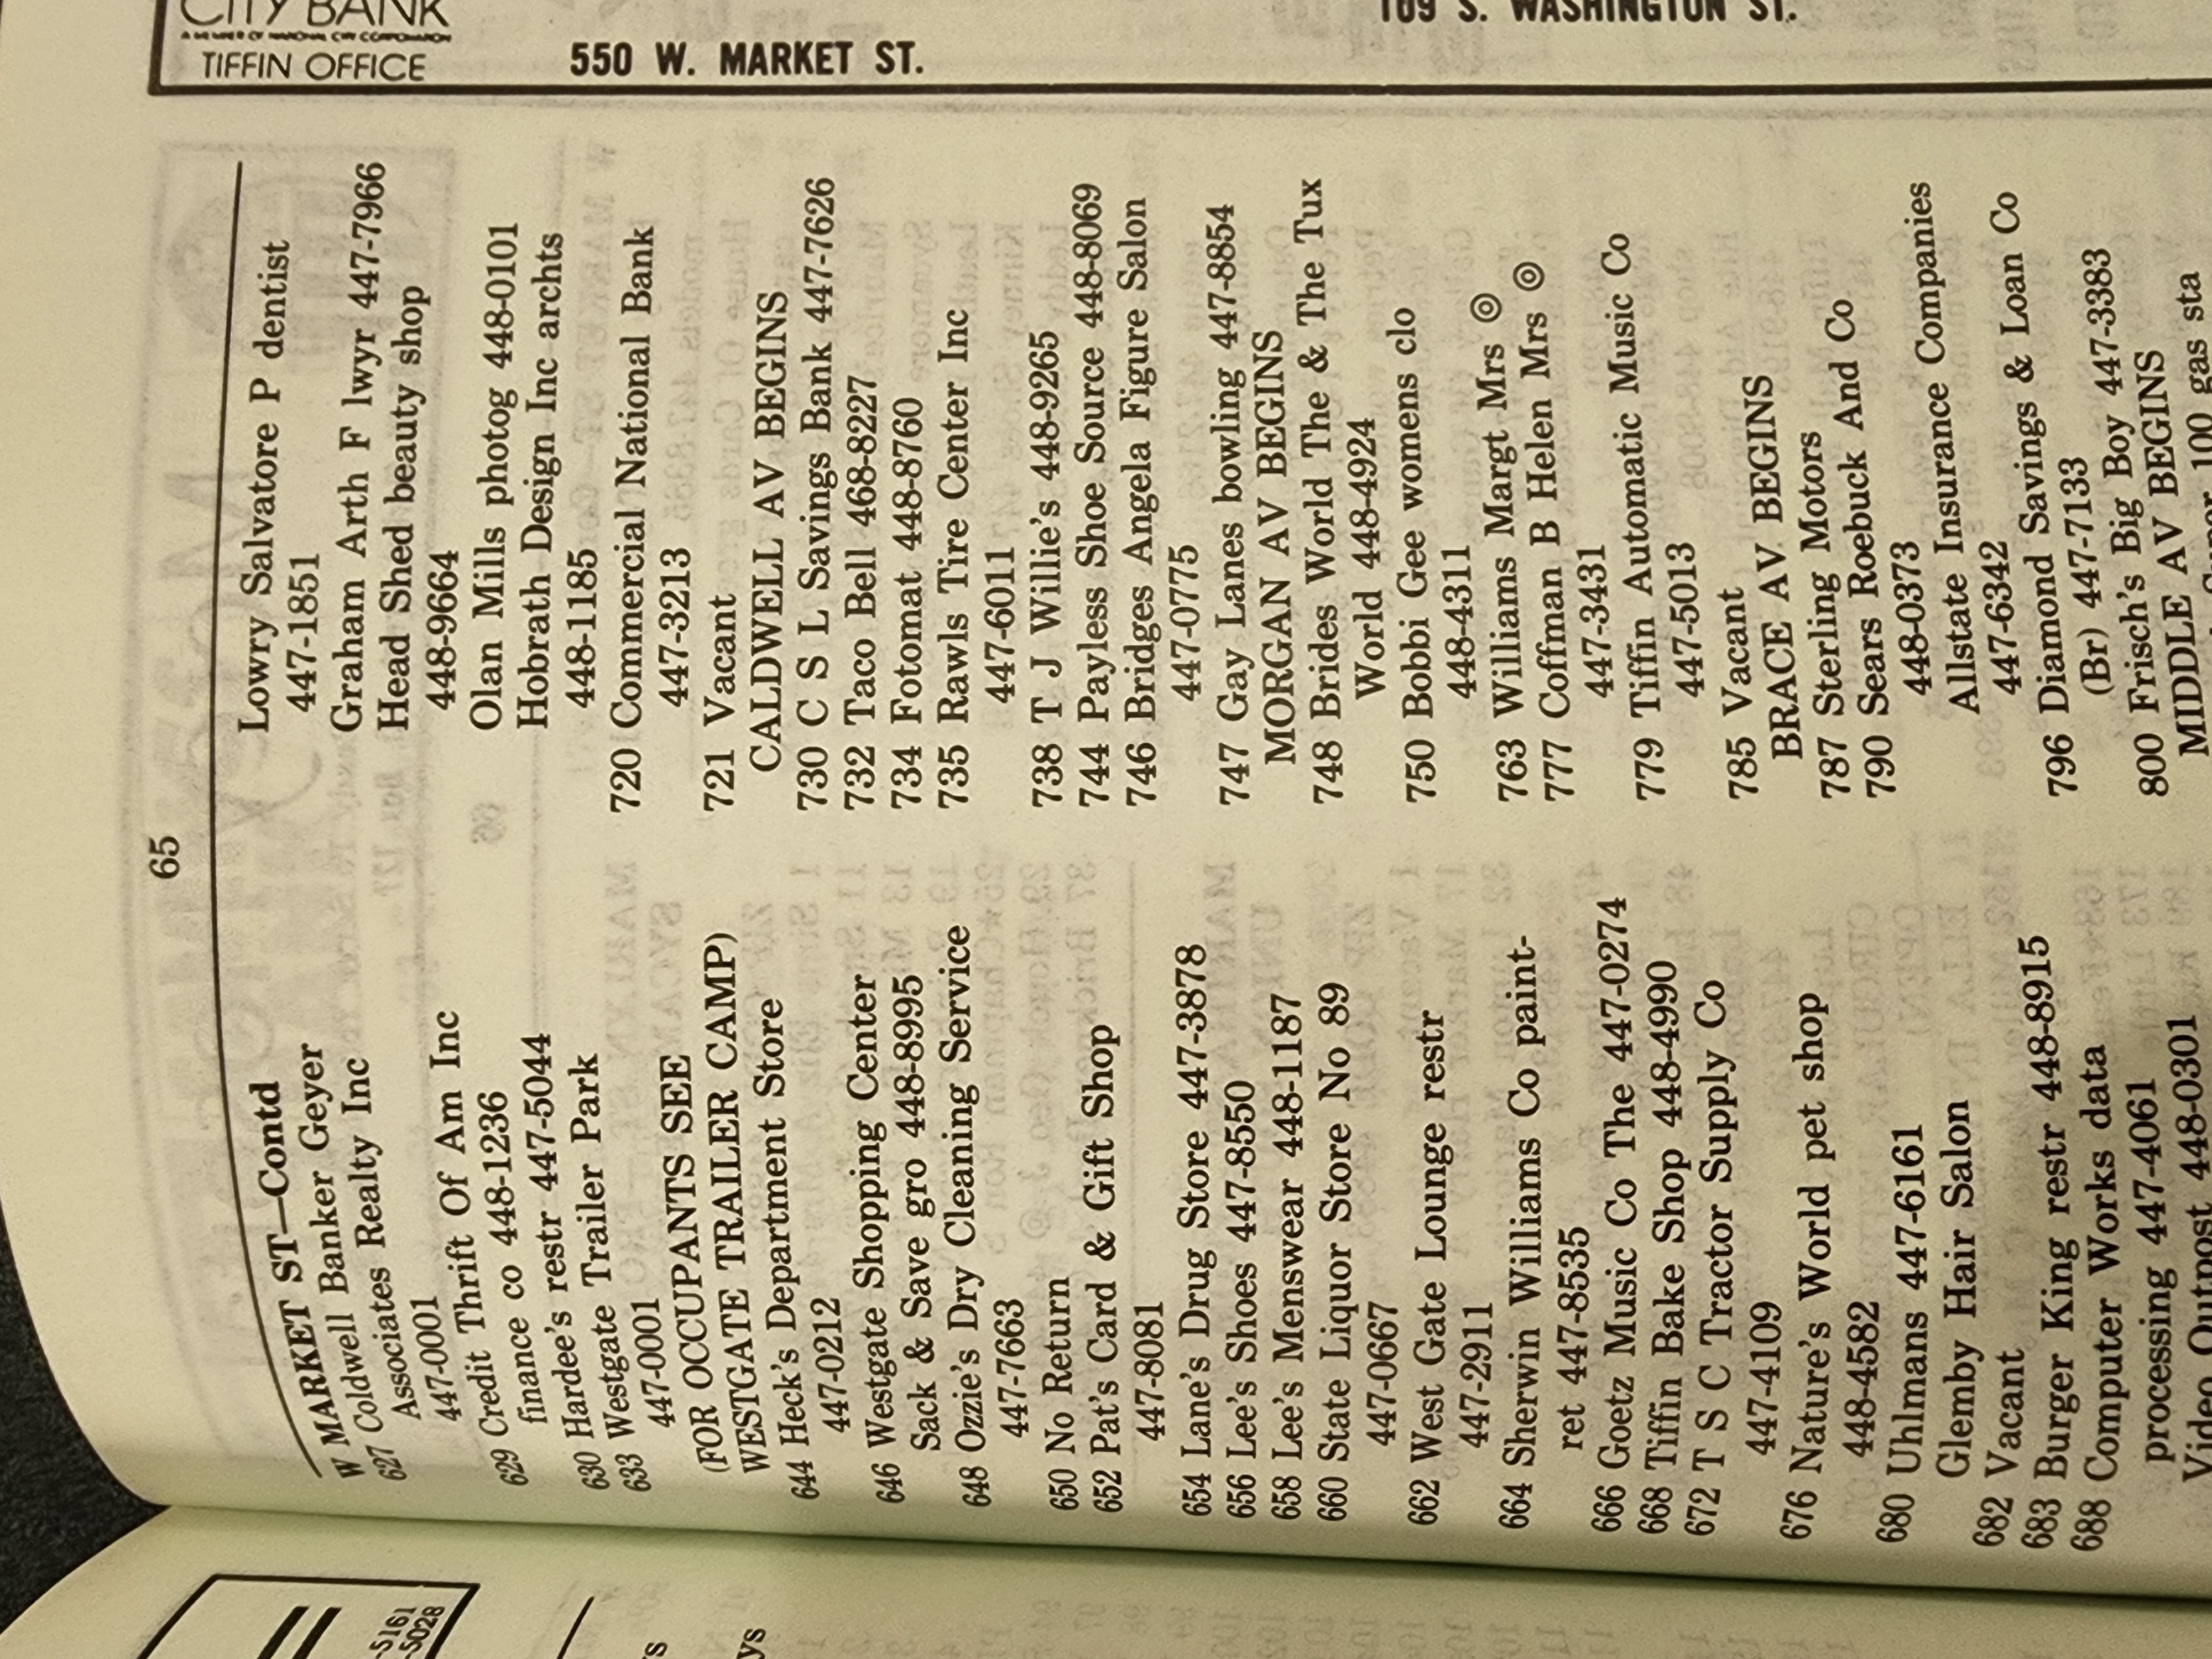 65
W MARKET ST—Contd
627 Coldwell Banker Geyer
Associates Realty Inc
447-0001
629 Credit Thrift Of Am Inc
finance co 448-1236
630 Hardee's restr 447-5044
633 Westgate Trailer Park
447-0001
(FOR OCCUPANTS SEE
WESTGATE TRAILER CAMP)
644 Heck's Department Store
447-0212
646 Westgate Shopping Center
Sack & Save gro 448-8995
648 Ozzie's Dry Cleaning Service
447-7663
650 No Return
652 Pat's Card & Gift Shop
447-8081
654 Lane's Drug Store 447-3878
656 Lee's Shoes 447-8550
658 Lee's Menswear 448-1187
660 State Liquor Store No 89
447-0667
662 West Gate Lounge restr
447-2911
664 Sherwin Williams Co paint-
ret 447-8535
666 Goetz Music Co The 447-0274
668 Tiffin Bake Shop 448-4990
672 T S C Tractor Supply Co
447-4109
676 Nature's World pet shop
448-4582
680 Uhlmans 447-6161
Glemby Hair Salon
682 Vacant
683 Burger King restr 448-8915
688 Computer Works data
processing 447-4061
Video Outpost 448-0301
Lowry Salvatore P dentist
447-1851
Graham Arth F lwyr 447-7966
Head Shed beauty shop
448-9664
Olan Mills photog 448-0101
Hobrath Design Inc archts
448-1185
720 Commercial National Bank
447-3213
721 Vacant
CALDWELL AV BEGINS
730 C S L Savings Bank 447-7626
732 Taco Bell 468-8227
734 Fotomat 448-8760
735 Rawls Tire Center Inc
447-6011
738 T J Willie's 448-9265
744 Payless Shoe Source 448-8069
746 Bridges Angela Figure Salon
447-0775
747 Gay Lanes bowling 447-8854
MORGAN AV BEGINS
748 Brides World The & The Tux
World 448-4924
750 Bobbi Gee womens clo
448-4311
763 Williams Margt Mrs ◎
777 Coffman B Helen Mrs ◎
447-3431
779 Tiffin Automatic Music Co
447-5013
785 Vacant
BRACE AV BEGINS
787 Sterling Motors
790 Sears Roebuck And Co
448-0373
Allstate Insurance Companies
447-6342
796 Diamond Savings & Loan Co
(Br) 447-7133
800 Frisch's Big Boy 447-3383
MIDDLE AV BEGINS
100 gas sta
CITY BANK
A MEMBER OF NATIONAL CITY CORPORATION
TIFFIN OFFICE
550 W. MARKET ST.
109 S. WASHINGTON ST.
-5161
-5028